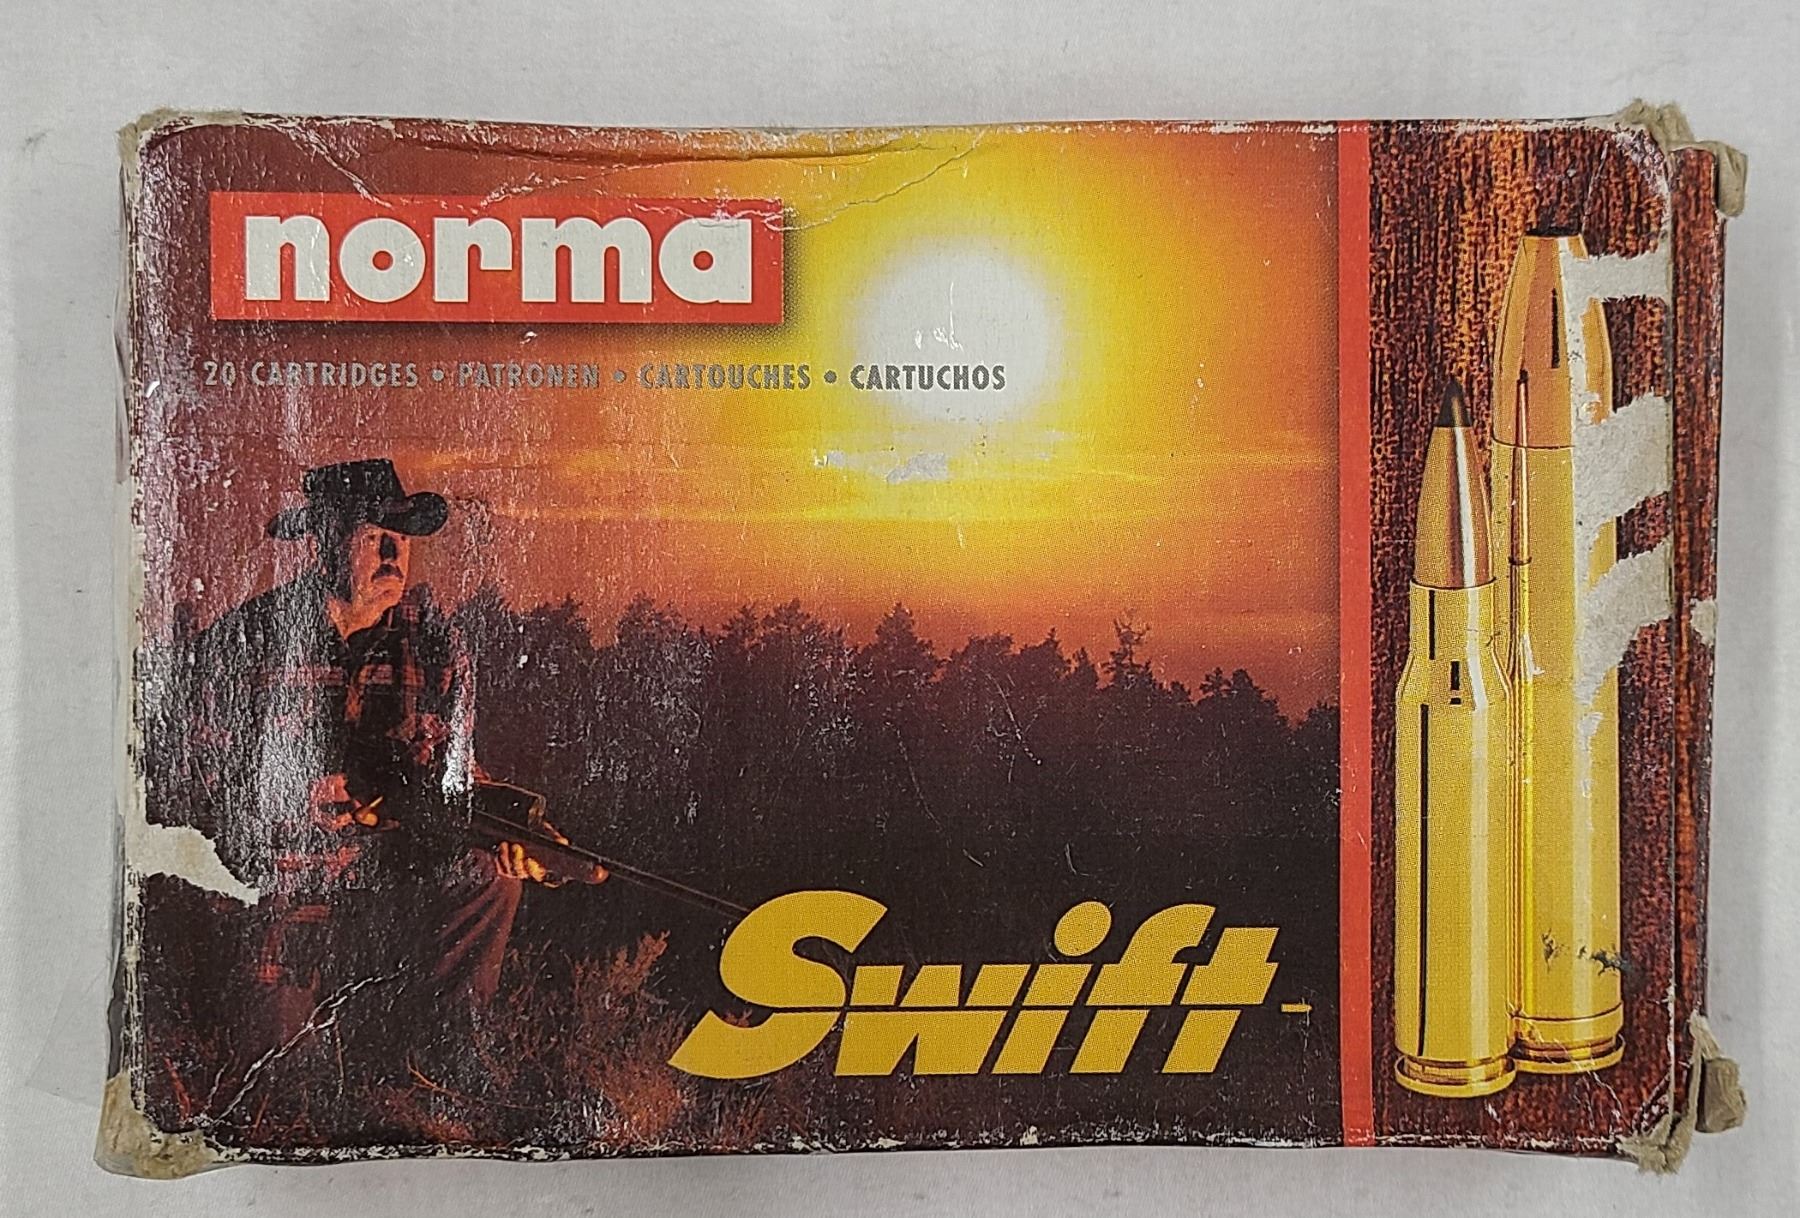 norma
20 CARTRIDGES • PATRONEN • CARTOUCHES • CARTUCHOS
Swift